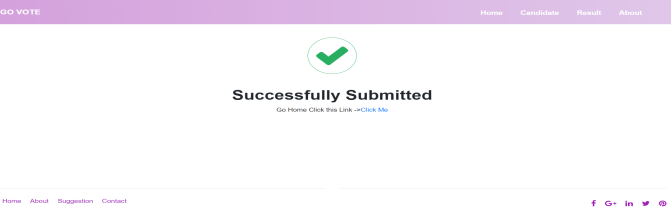 GO VOTE
Home Candidate Result About
Successfully Submitted
Go Home Click this Link ->Click Me
Home About Suggestion Contact